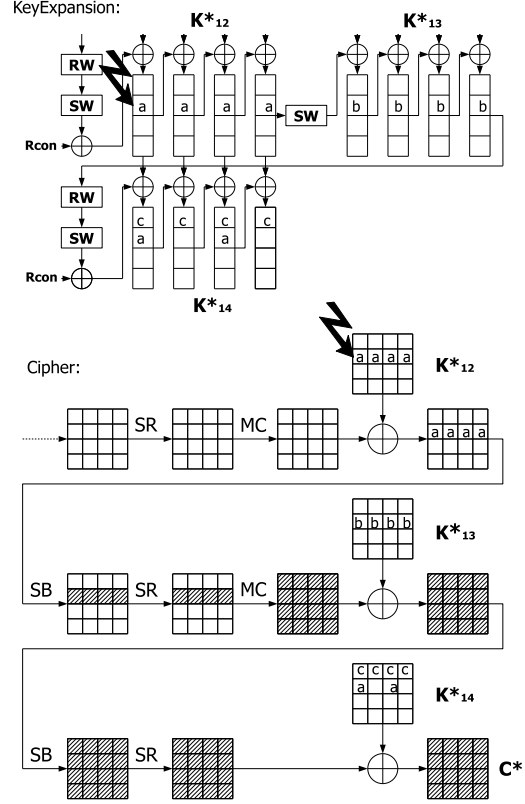 KeyExpansion:
K*12 K*13
RW
SW
Rcon
a a a a
SW
b b b b
RW
SW
Rcon
c c c c
a a
K*14
Cipher:
a a a a
K*12
SR MC
a a a a
b b b b
K*13
SB SR MC
c c c c
a a
K*14
SB SR
C*